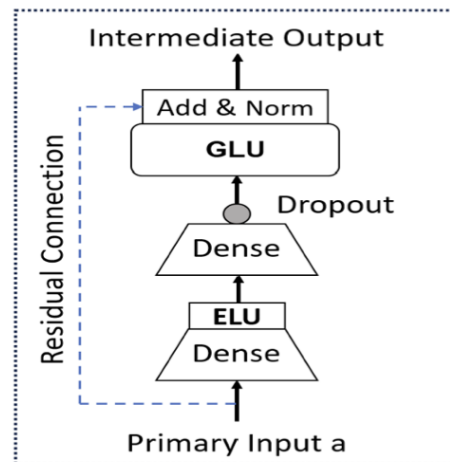 Intermediate Output
Add & Norm
GLU
Dropout
Dense
ELU
Dense
Residual Connection
Primary Input a